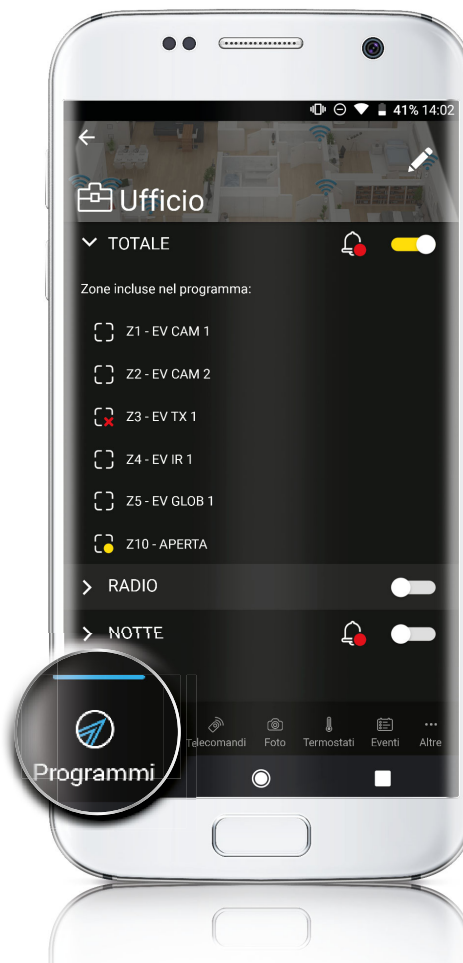 41% 14:02
Ufficio
TOTALE
Zone incluse nel programma:
Z1 - EV CAM 1
Z2 - EV CAM 2
Z3 - EV TX 1
Z4 - EV IR 1
Z5 - EV GLOB 1
Z10 - APERTA
RADIO
NOTTE
Programmi
Telecomandi Foto Termostati Eventi Altre